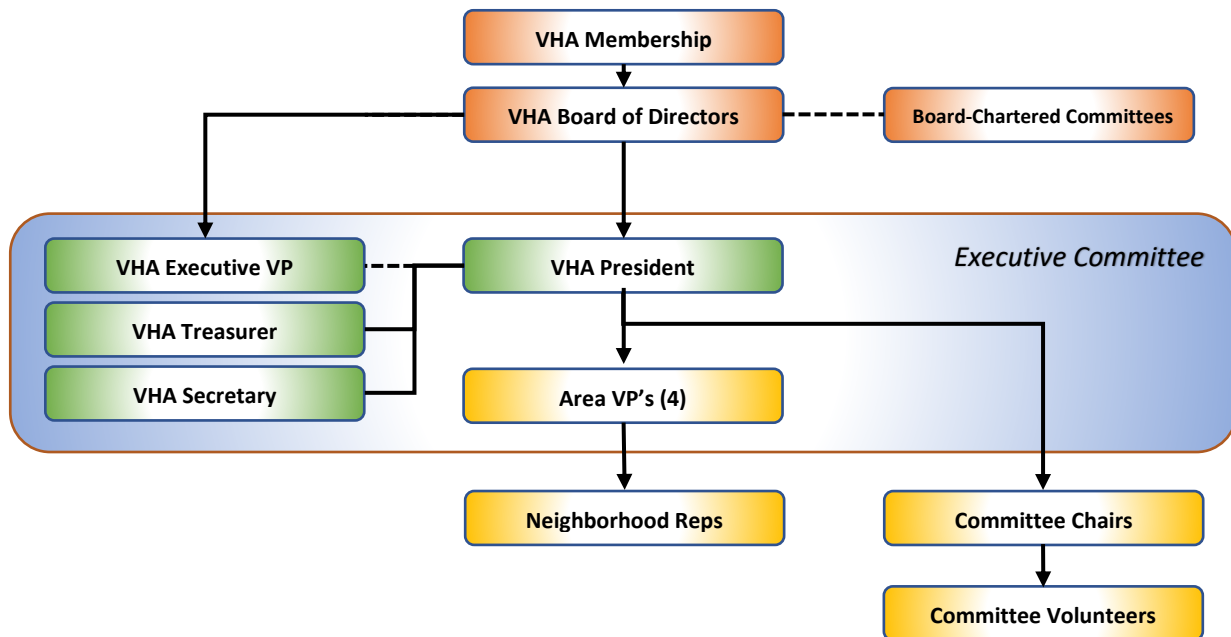 VHA Membership
VHA Board of Directors
Board-Chartered Committees
Executive Committee
VHA Executive VP
VHA President
VHA Treasurer
VHA Secretary
Area VP’s (4)
Neighborhood Reps
Committee Chairs
Committee Volunteers